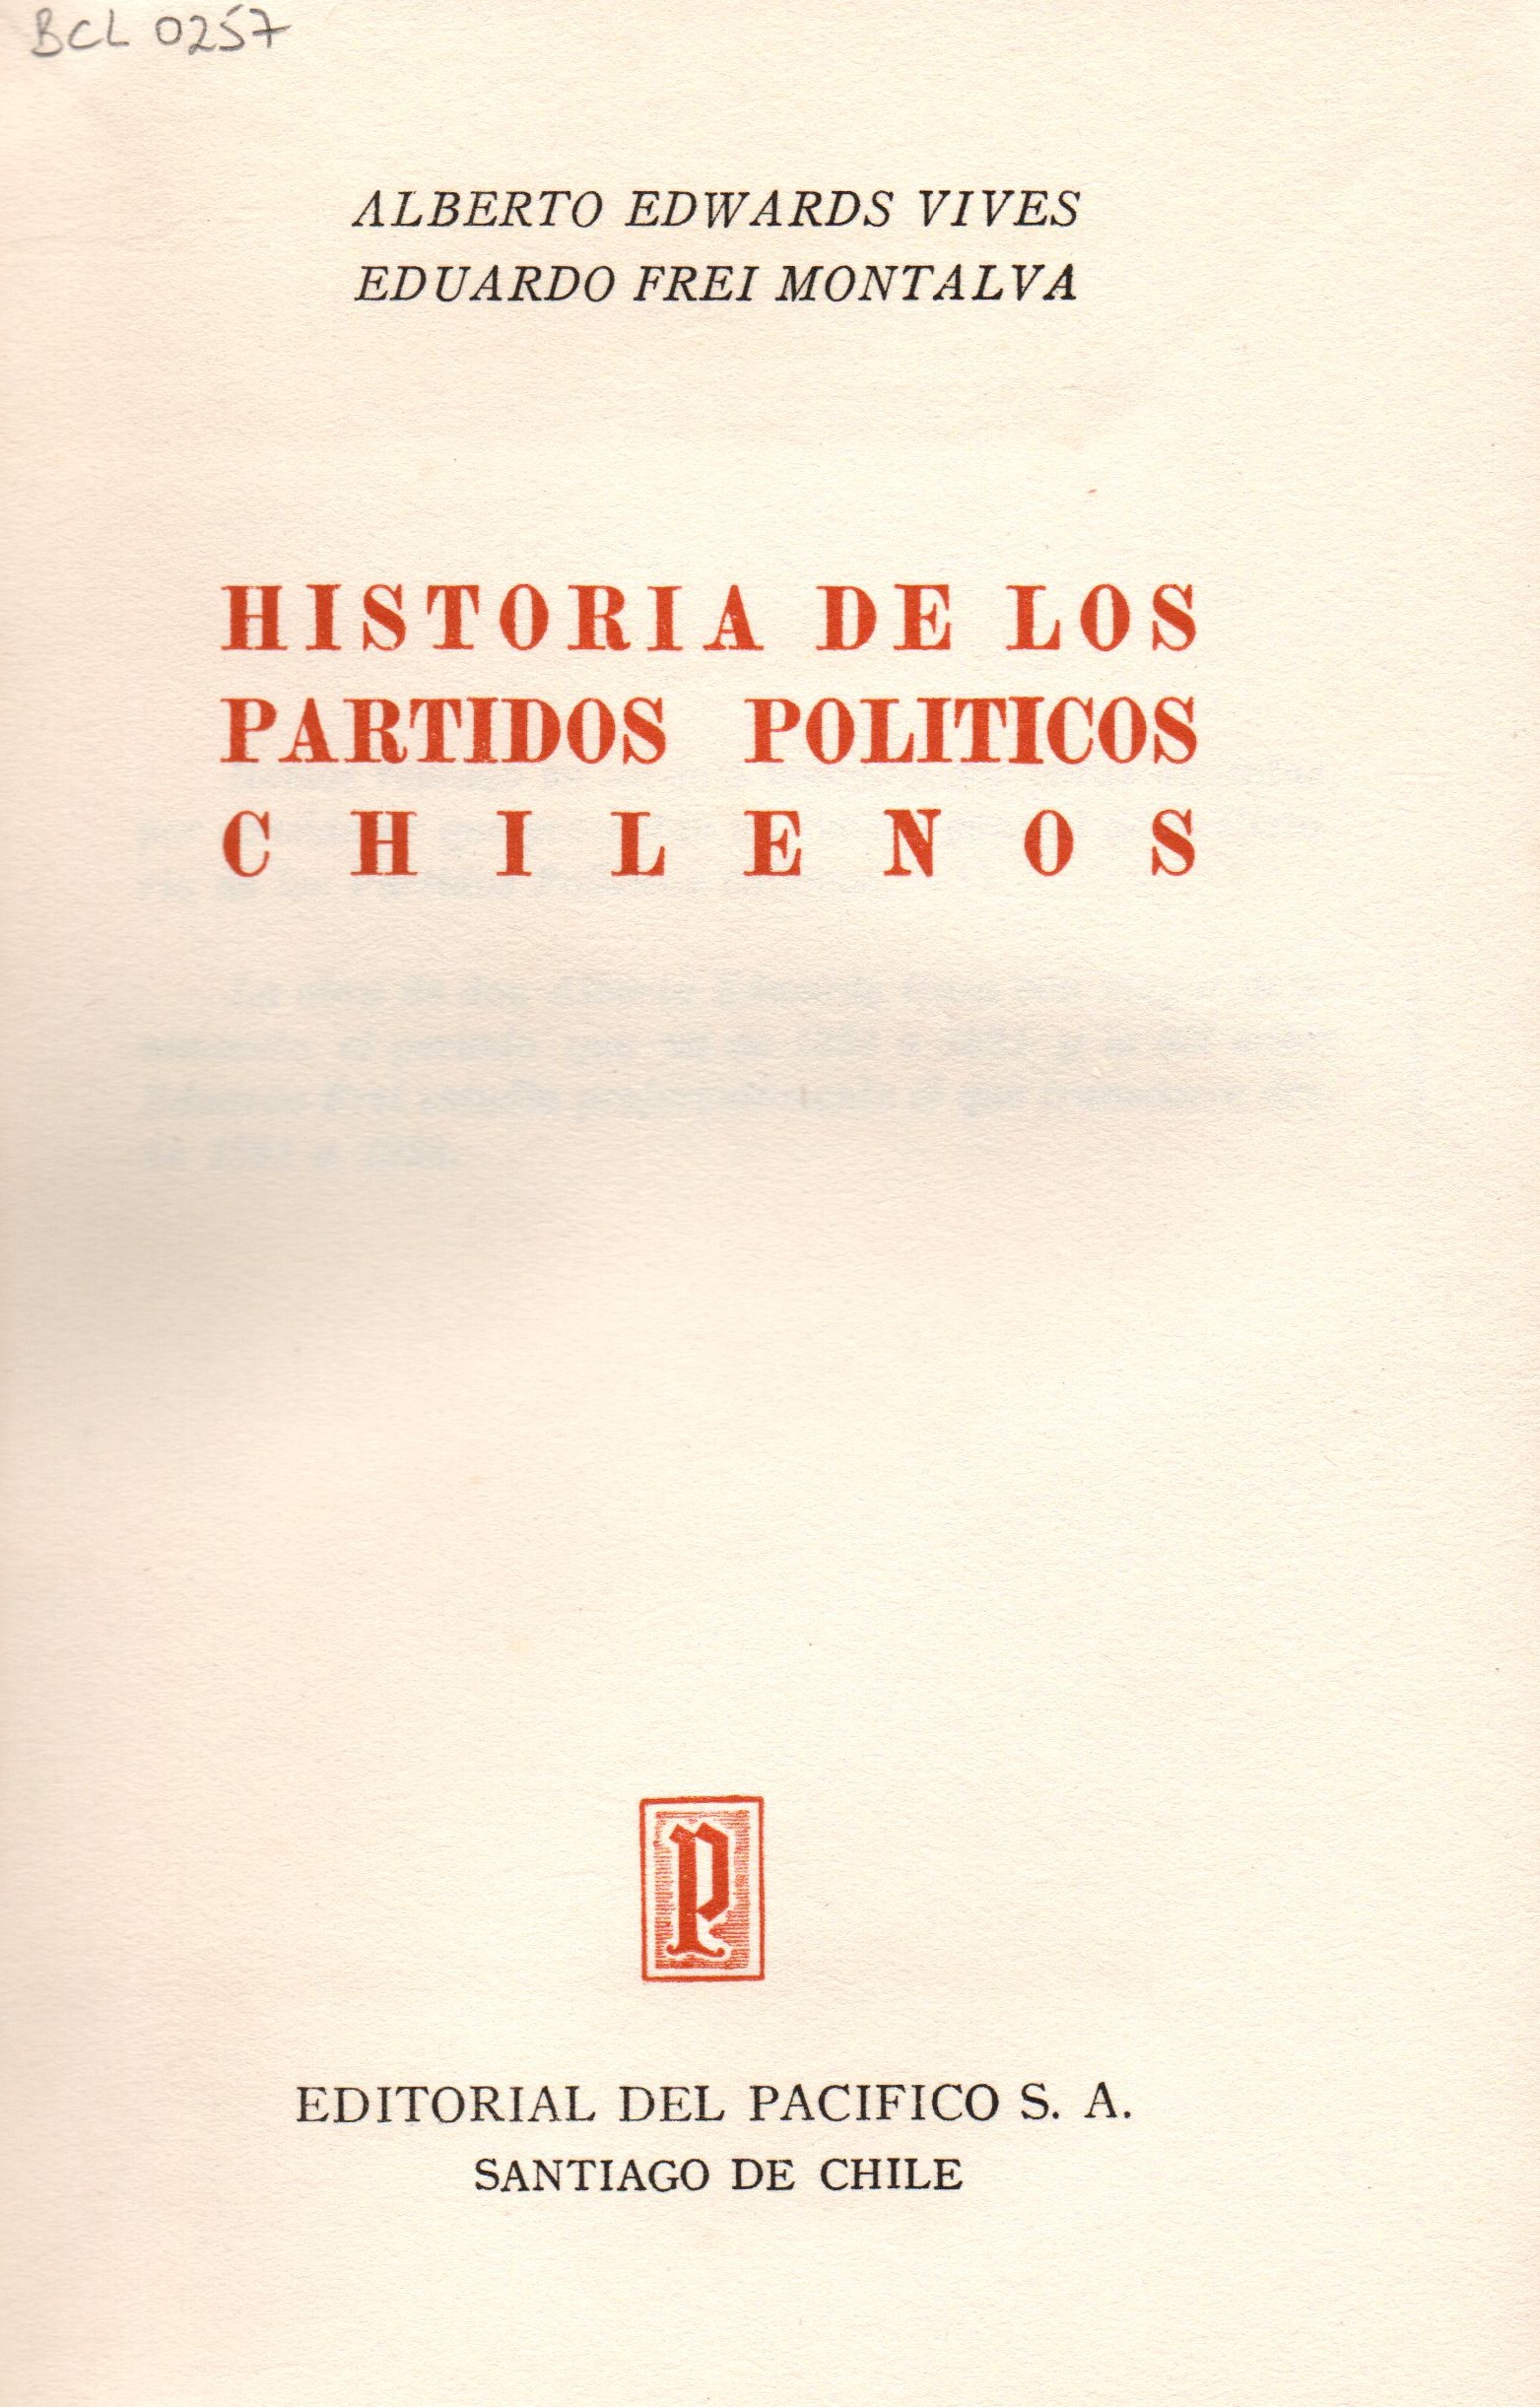 BCL 0257
ALBERTO EDWARDS VIVES
EDUARDO FREI MONTALVA
HISTORIA DE LOS
PARTIDOS POLITICOS
CHILENOS
P
EDITORIAL DEL PACIFICO S. A.
SANTIAGO DE CHILE